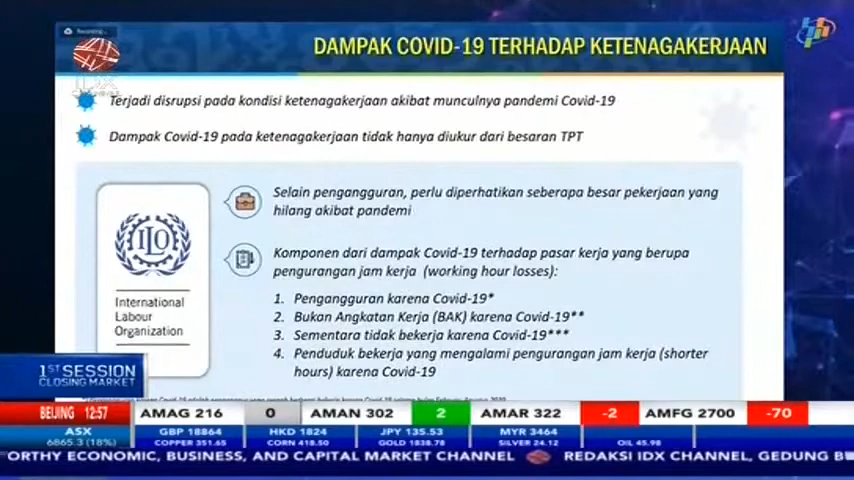 Recording...
DAMPAK COVID-19 TERHADAP KETENAGAKERJAAN
IDX
CHANNEL
Terjadi disrupsi pada kondisi ketenagakerjaan akibat munculnya pandemi Covid-19
Dampak Covid-19 pada ketenagakerjaan tidak hanya diukur dari besaran TPT
ILO
International
Labour
Organization
Selain pengangguran, perlu diperhatikan seberapa besar pekerjaan yang
hilang akibat pandemi
Komponen dari dampak Covid-19 terhadap pasar kerja yang berupa
pengurangan jam kerja (working hour losses):
1. Pengangguran karena Covid-19*
2. Bukan Angkatan Kerja (BAK) karena Covid-19**
3. Sementara tidak bekerja karena Covid-19***
4. Penduduk bekerja yang mengalami pengurangan jam kerja (shorter
hours) karena Covid-19
1ST SESSION
CLOSING MARKET
BEIJING 12:57 AMAG 216 0 AMAN 302 2 AMAR 322 -2 AMFG 2700 -70
ASX GBP 18864 HKD 1824 JPY 135.53 MYR 3464
6865.3 (18%) COPPER 351.65 CORN 418.50 GOLD 1838.78 SILVER 24.12 OIL 45.98
ORTHY ECONOMIC, BUSINESS, AND CAPITAL MARKET CHANNEL REDAKSI IDX CHANNEL, GEDUNG